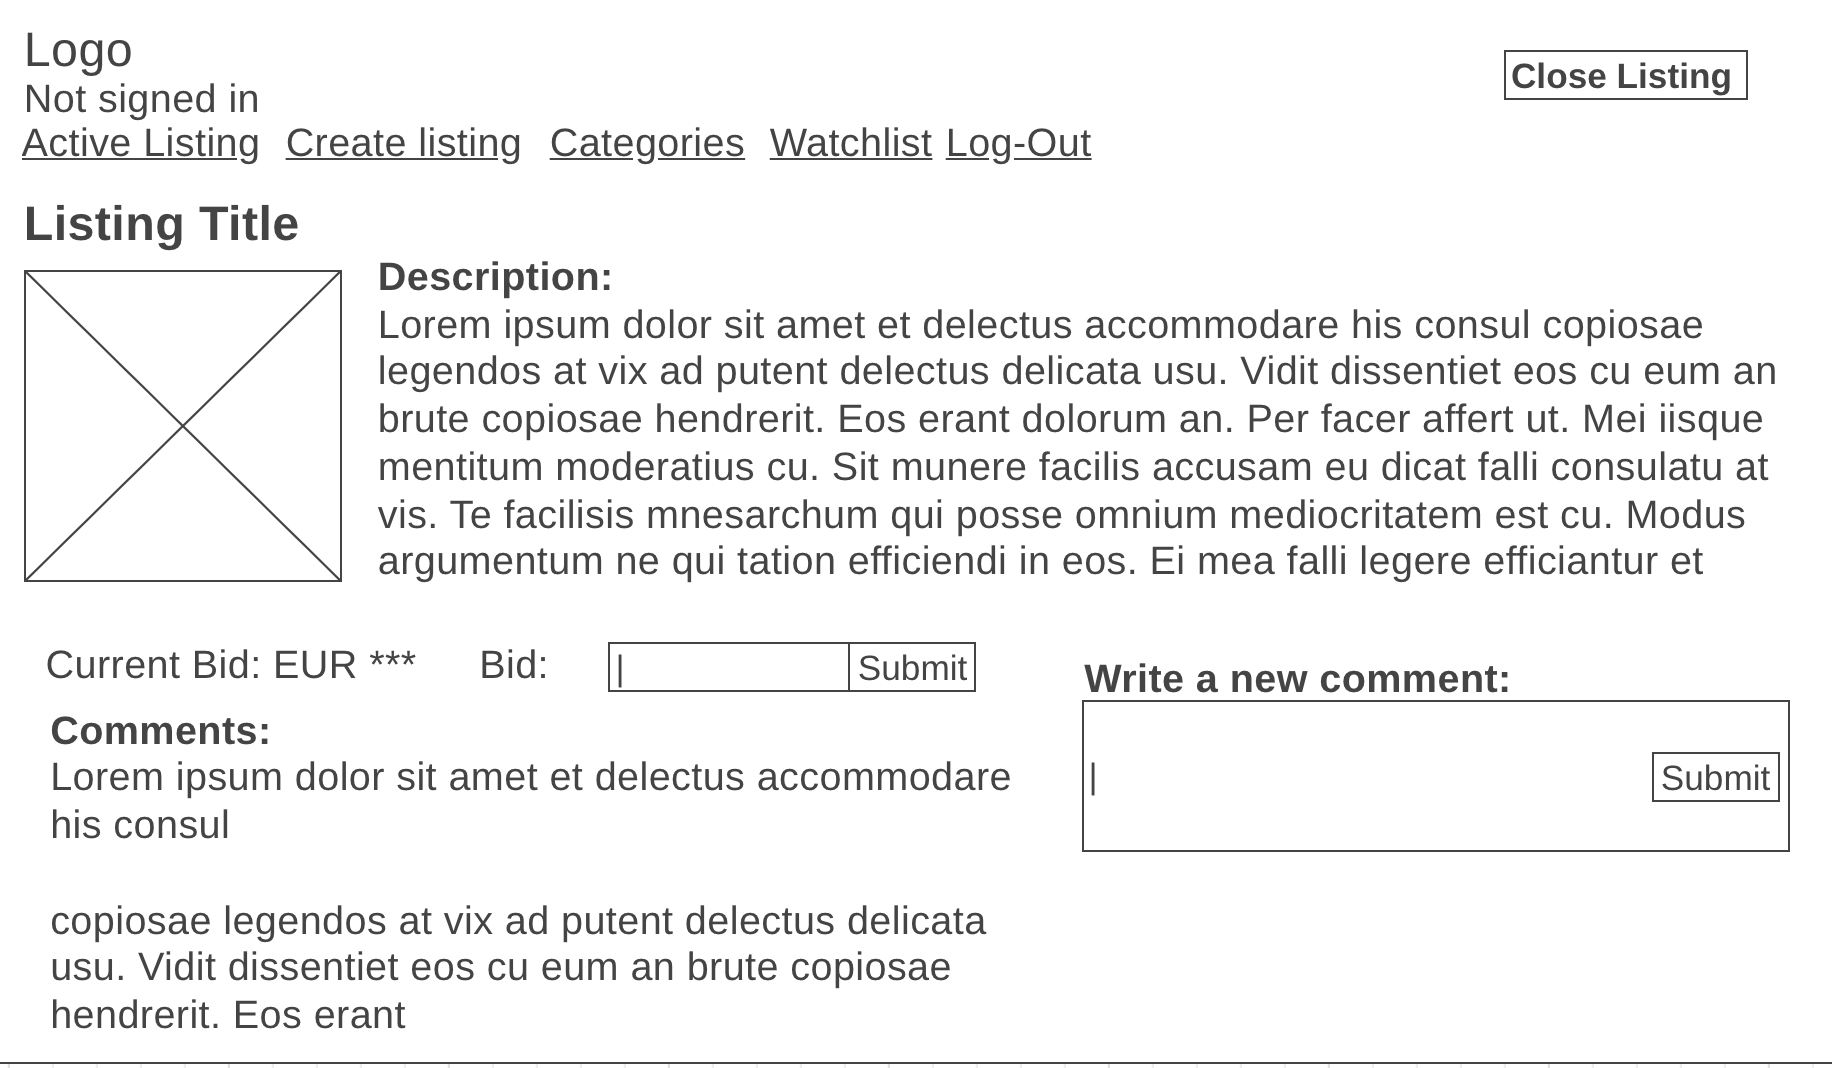 Logo
Close Listing
Not signed in
Active Listing Create listing Categories Watchlist Log-Out
Listing Title
Description:
Lorem ipsum dolor sit amet et delectus accommodare his consul copiosae
legendos at vix ad putent delectus delicata usu. Vidit dissentiet eos cu eum an
brute copiosae hendrerit. Eos erant dolorum an. Per facer affert ut. Mei iisque
mentitum moderatius cu. Sit munere facilis accusam eu dicat falli consulatu at
vis. Te facilisis mnesarchum qui posse omnium mediocritatem est cu. Modus
argumentum ne qui tation efficiendi in eos. Ei mea falli legere efficiantur et
Current Bid: EUR *** Bid: | Submit
Comments:
Lorem ipsum dolor sit amet et delectus accommodare
his consul
copiosae legendos at vix ad putent delectus delicata
usu. Vidit dissentiet eos cu eum an brute copiosae
hendrerit. Eos erant
Write a new comment:
| Submit